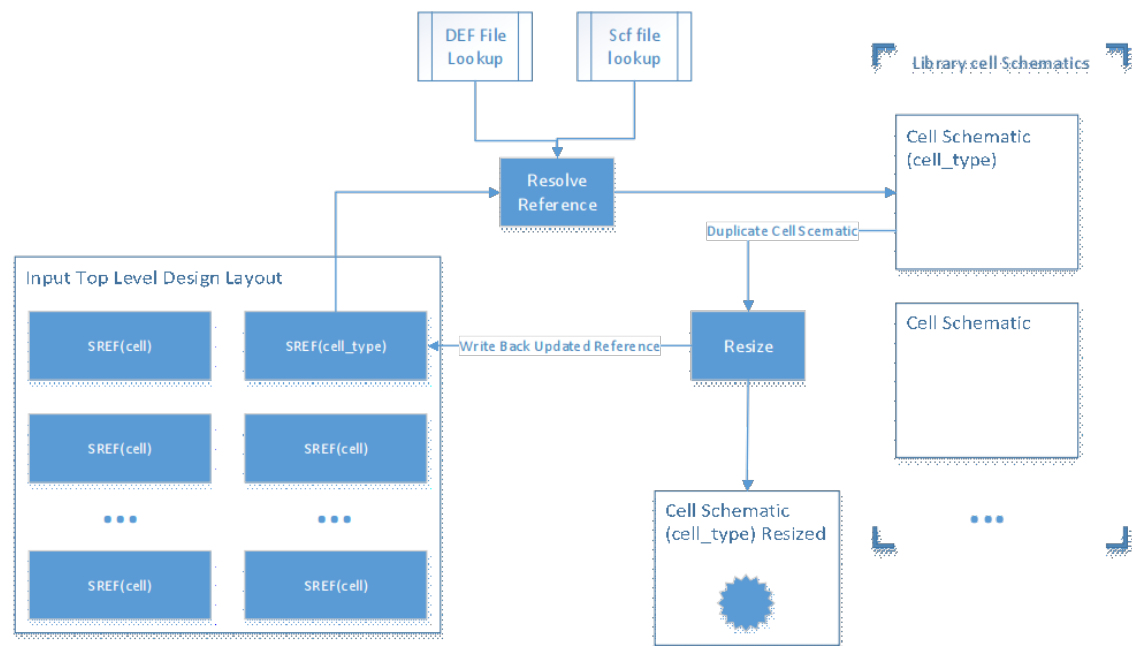 DEF File
Lookup
Scf file
lookup
Library cell Schematics
Cell Schematic
(cell_type)
Resolve
Reference
Duplicate Cell Scematic
Input Top Level Design Layout
SREF(cell)
SREF(cell_type)
Write Back Updated Reference
Resize
Cell Schematic
SREF(cell)
SREF(cell)
Cell Schematic
(cell_type) Resized
SREF(cell)
SREF(cell)